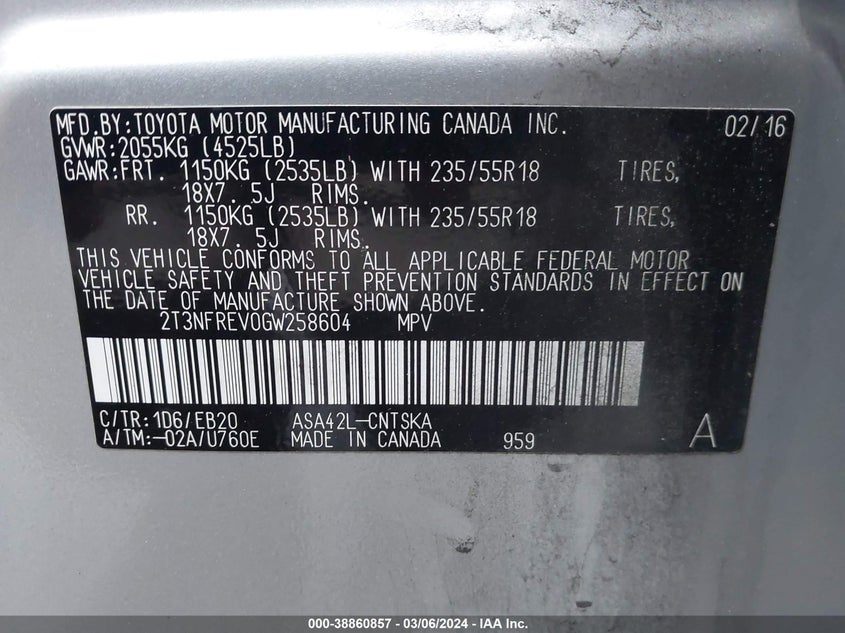 MFD.BY:TOYOTA MOTOR MANUFACTURING CANADA INC. 02/16
GVWR:2055KG (4525LB)
GAWR:FRT. 1150KG (2535LB) WITH 235/55R18 TIRES,
18X7.5J RIMS.
RR. 1150KG (2535LB) WITH 235/55R18 TIRES,
18X7.5J RIMS.
THIS VEHICLE CONFORMS TO ALL APPLICABLE FEDERAL MOTOR
VEHICLE SAFETY AND THEFT PREVENTION STANDARDS IN EFFECT ON
THE DATE OF MANUFACTURE SHOWN ABOVE.
2T3NFREV0GW258604 MPV
C/TR:1D6/EB20 ASA42L-CNTSKA
A/TM:-02A/U760E MADE IN CANADA 959 A
000-38860857 - 03/06/2024 - IAA Inc.